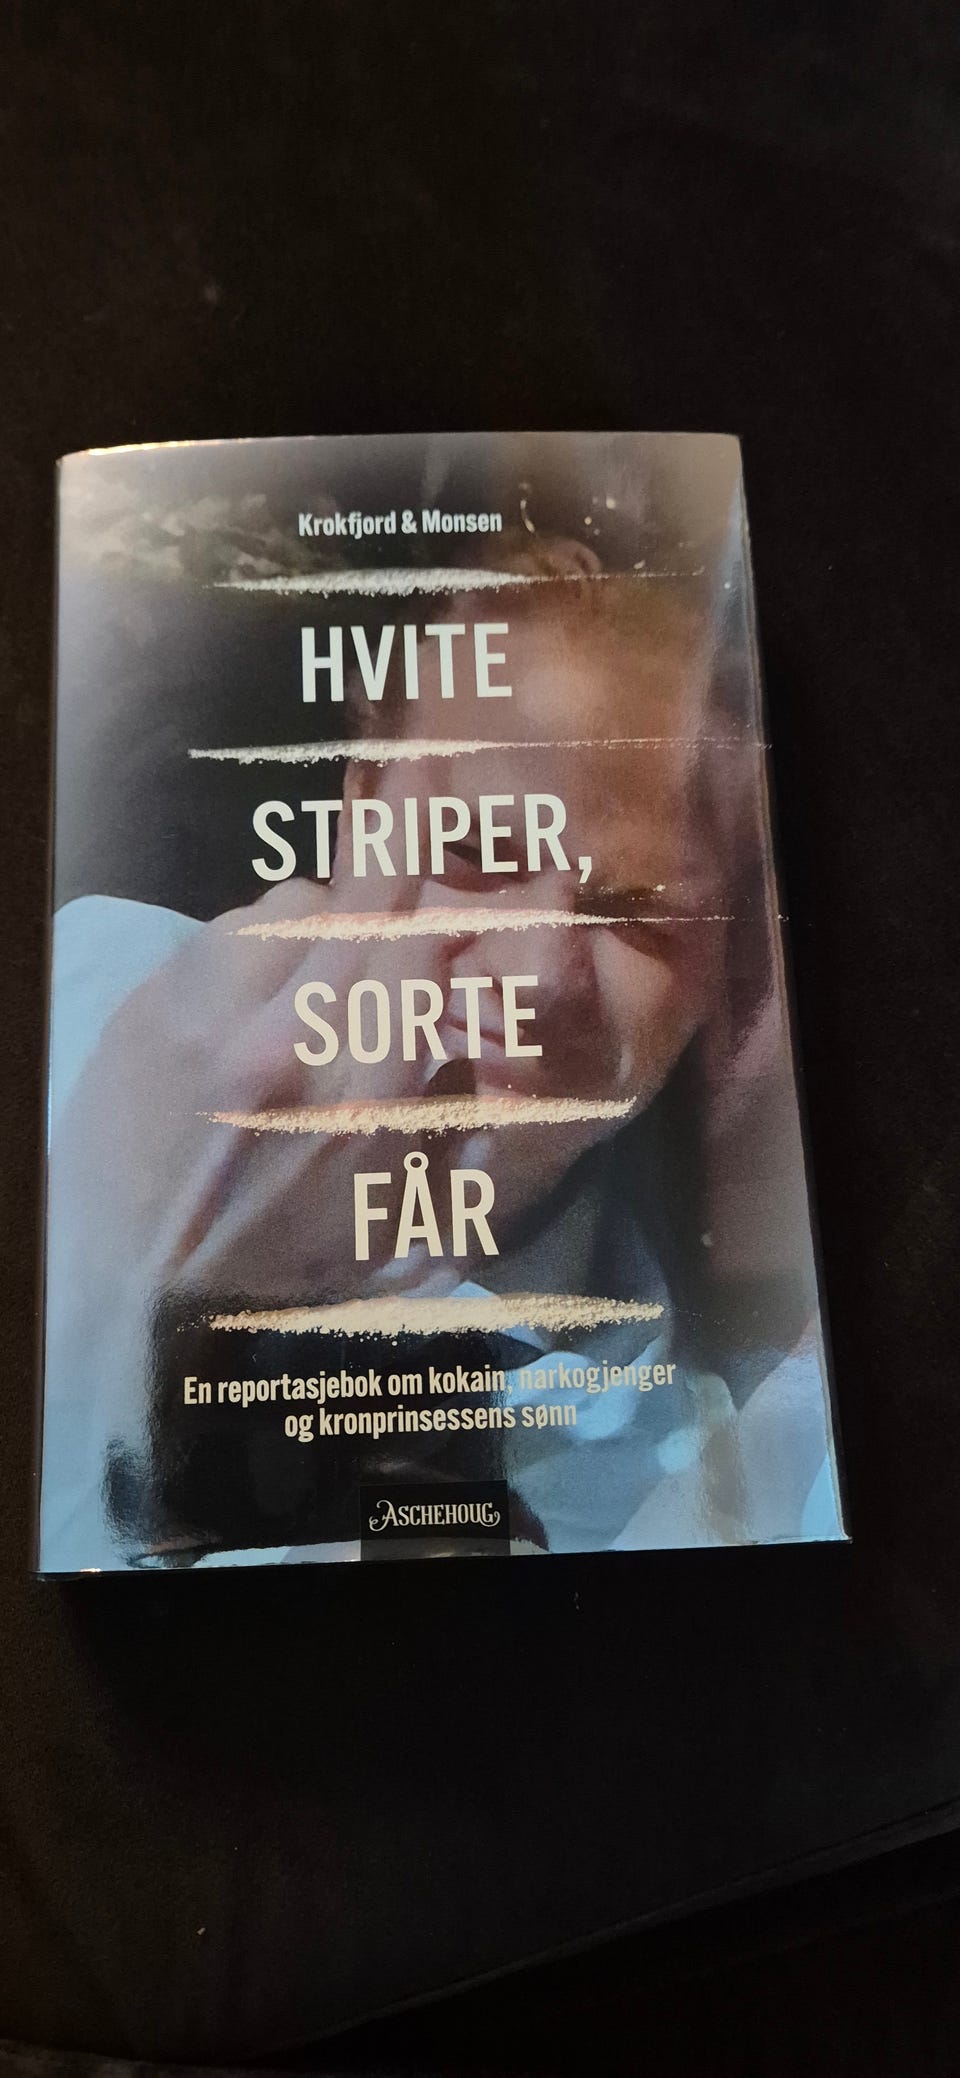 Krokfjord & Monsen
HVITE
STRIPER,
SORTE
FÅR
En reportasjebok om kokain, narkogjenger
og kronprinsessens sønn
ASCHEHOUG